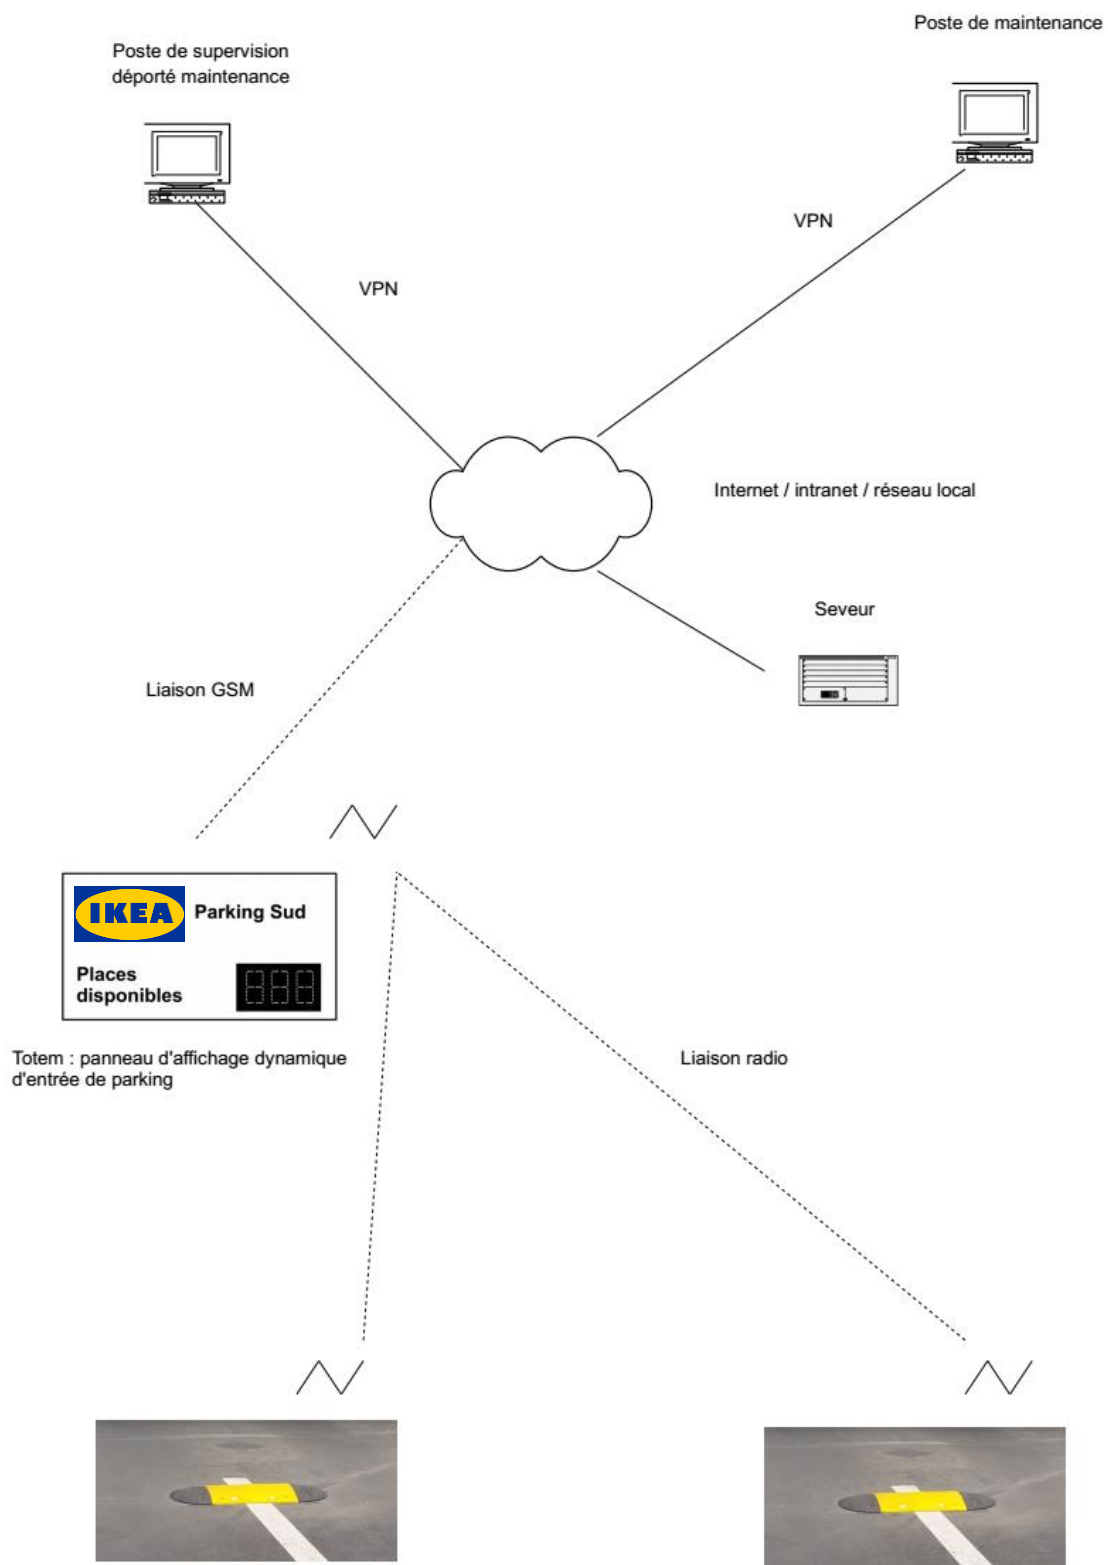 Poste de maintenance
Poste de supervision
déporté maintenance
VPN
VPN
Internet / intranet / réseau local
Seveur
Liaison GSM
IKEA Parking Sud
Places
disponibles
Totem : panneau d'affichage dynamique
d'entrée de parking
Liaison radio